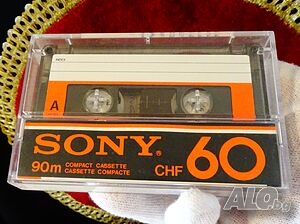 A
SONY®
90m COMPACT CASSETTE
CASSETTE COMPACTE
CHF 60
ALO.bg